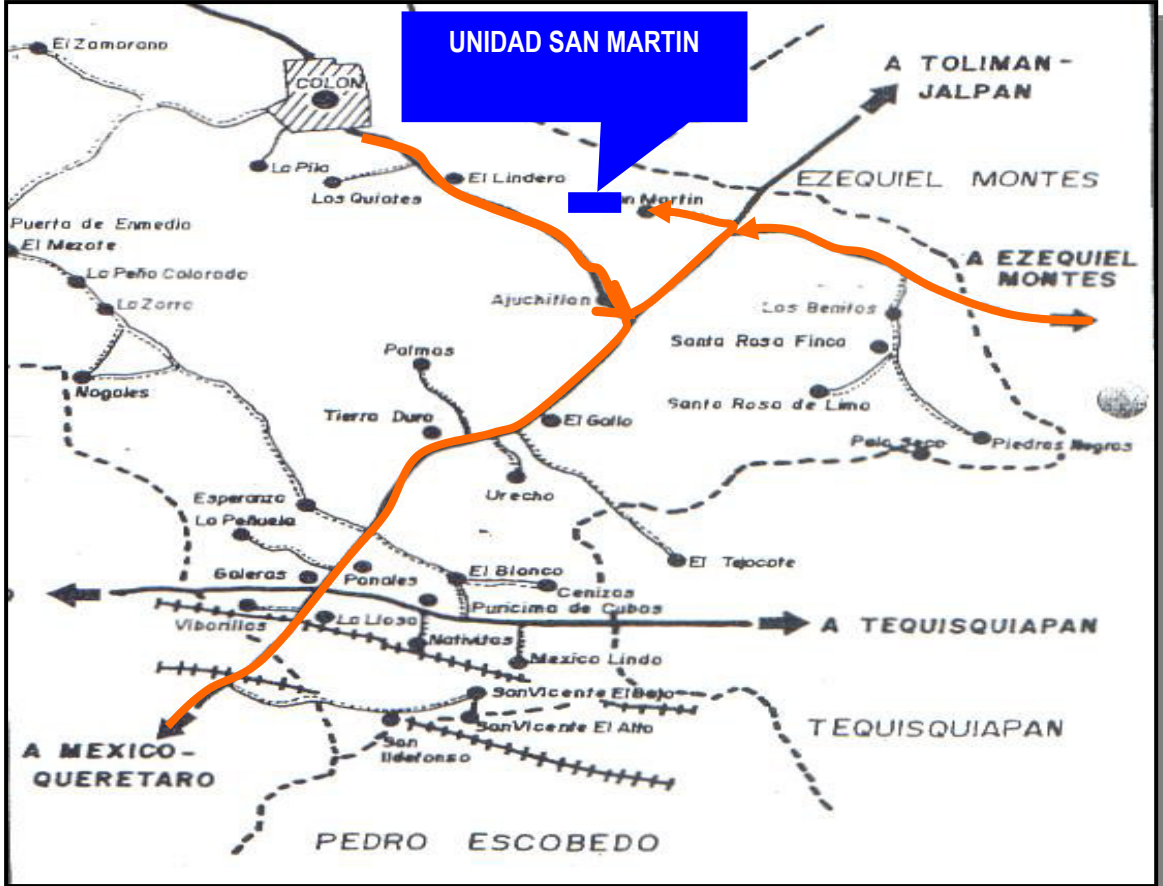 UNIDAD SAN MARTIN
El Zamorano
A TOLIMAN-
JALPAN
COLON
La Pila
Los Quiotes
El Lindero
EZEQUIEL MONTES
n Martin
Puerta de Enmedio
El Mezote
La Peña Colorada
La Zorra
A EZEQUIEL
MONTES
Ajuchitlan
Los Benitos
Santa Rosa Finca
Palmas
Nogales
Santa Rosa de Lima
Tierra Dura
El Gallo
Palo Seco
Piedras Negras
Urecho
Esperanza
La Peñuela
El Tejocote
Galeras
Panales
El Blanco
Cenizas
Puricima de Cubos
Viborillas
La Llosa
A TEQUISQUIAPAN
Nativitas
Mexico Lindo
San Vicente El Bajo
San Vicente El Alto
San
Ildefonso
TEQUISQUIAPAN
A MEXICO-
QUERETARO
PEDRO ESCOBEDO